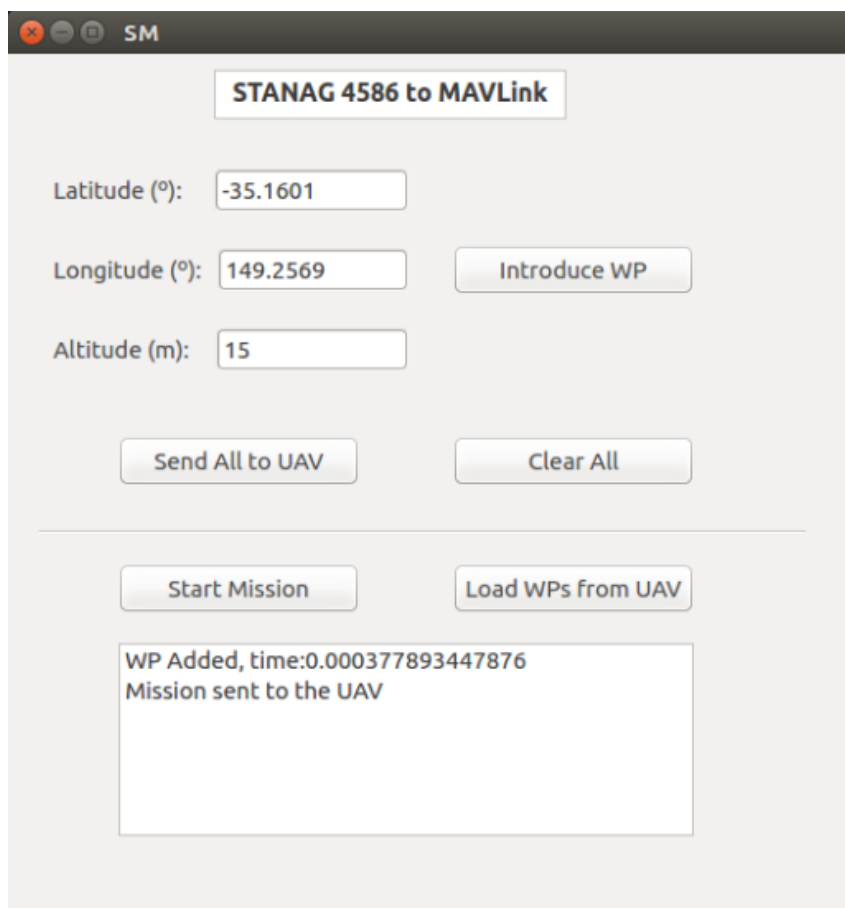 SM
STANAG 4586 to MAVLink
Latitude (º): -35.1601
Longitude (º): 149.2569 Introduce WP
Altitude (m): 15
Send All to UAV Clear All
Start Mission Load WPs from UAV
WP Added, time:0.000377893447876
Mission sent to the UAV